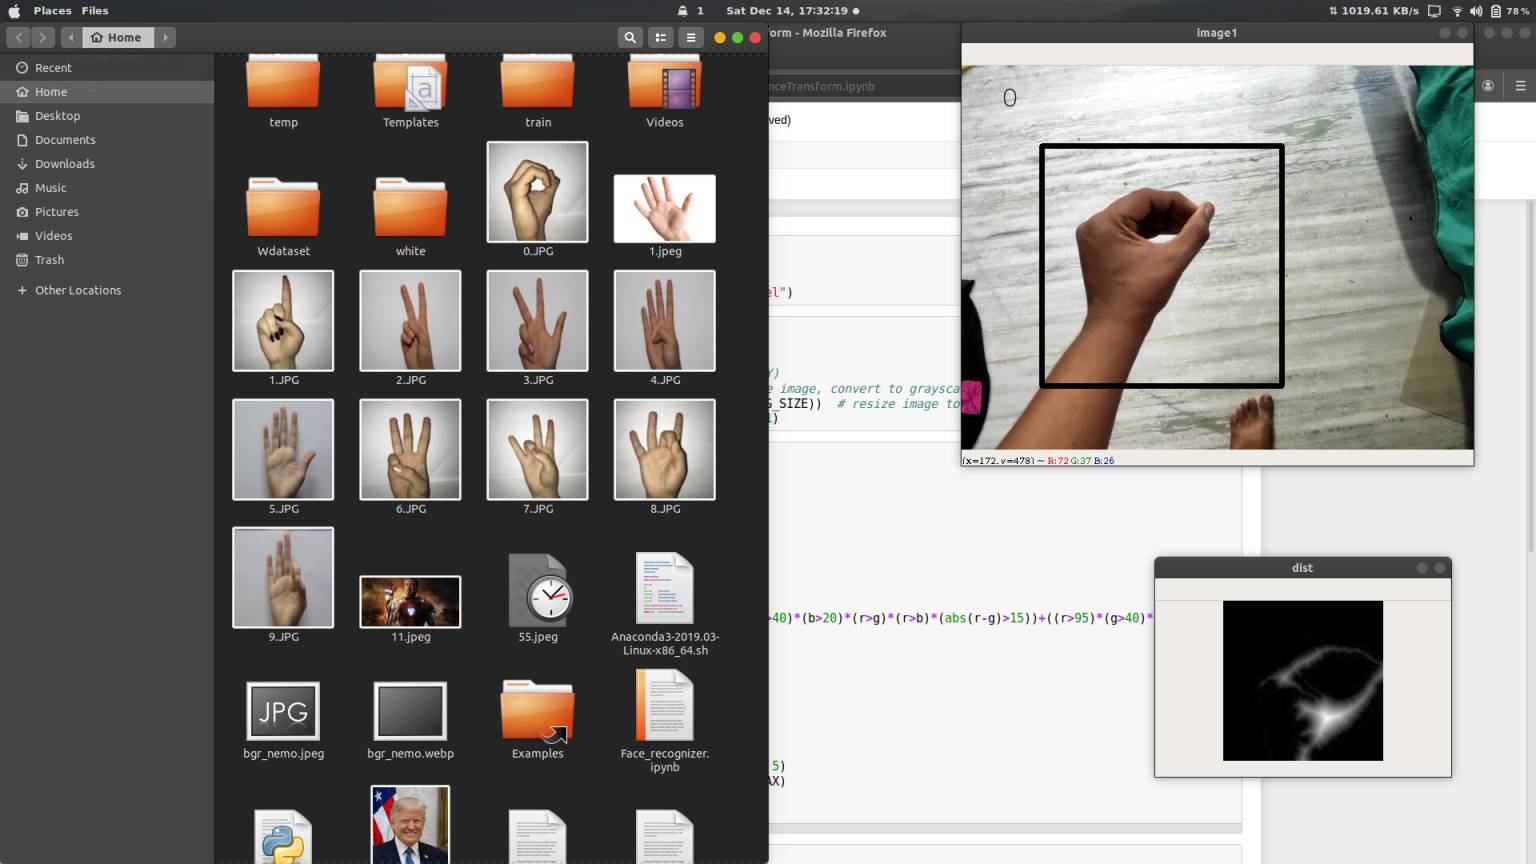 Places Files
1
Sat Dec 14, 17:32:19
1019.61 KB/s
78 %
Home
Recent
Home
Desktop
Documents
Downloads
Music
Pictures
Videos
Trash
+ Other Locations
temp
Templates
train
Videos
a
Wdataset
white
0.JPG
1.jpeg
1.JPG
2.JPG
3.JPG
4.JPG
5.JPG
6.JPG
7.JPG
8.JPG
9.JPG
11.jpeg
55.jpeg
Anaconda3-2019.03-
Linux-x86_64.sh
JPG
bgr_nemo.jpeg
bgr_nemo.webp
Examples
Face_recognizer.
ipynb
orm - Mozilla Firefox
nceTransform.ipynb
ved)
el")
Y)
e image, convert to graysca
G_SIZE)) # resize image to
l)
>40)*(b>20)*(r>g)*(r>b)*(abs(r-g)>15))+((r>95)*(g>40)*
5)
AX)
image1
0
(x=172, y=478) ~ R:72 G:37 B:26
dist